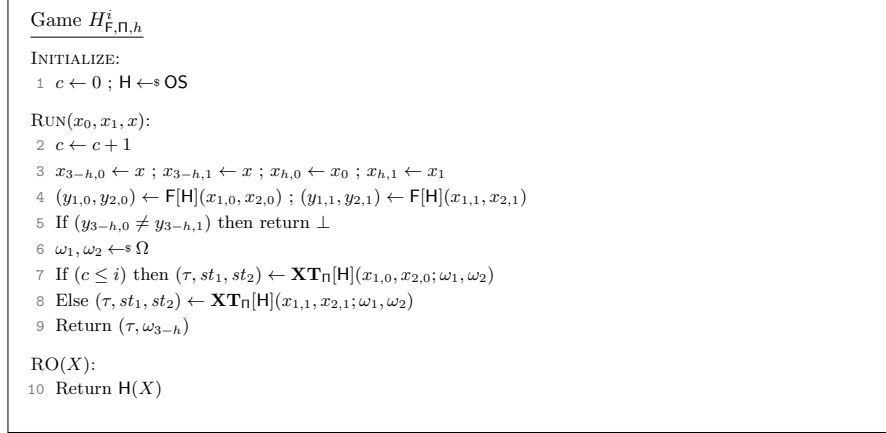 Game H^i_{F,Π,h}
INITIALIZE:
1 c ← 0 ; H ←$ OS
RUN(x_0, x_1, x):
2 c ← c + 1
3 x_{3−h,0} ← x ; x_{3−h,1} ← x ; x_{h,0} ← x_0 ; x_{h,1} ← x_1
4 (y_{1,0}, y_{2,0}) ← F[H](x_{1,0}, x_{2,0}) ; (y_{1,1}, y_{2,1}) ← F[H](x_{1,1}, x_{2,1})
5 If (y_{3−h,0} ≠ y_{3−h,1}) then return ⊥
6 ω_1, ω_2 ←$ Ω
7 If (c ≤ i) then (τ, st_1, st_2) ← XT_Π[H](x_{1,0}, x_{2,0}; ω_1, ω_2)
8 Else (τ, st_1, st_2) ← XT_Π[H](x_{1,1}, x_{2,1}; ω_1, ω_2)
9 Return (τ, ω_{3−h})
RO(X):
10 Return H(X)